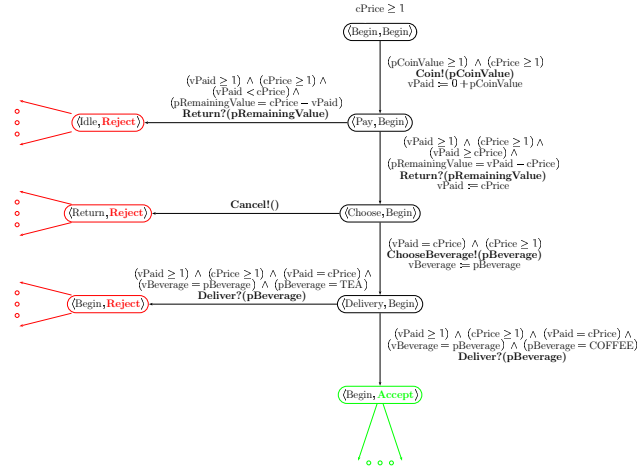 cPrice ≥ 1
⟨Begin,Begin⟩
(pCoinValue ≥ 1) ∧ (cPrice ≥ 1)
Coin!(pCoinValue)
vPaid := 0 + pCoinValue
(vPaid ≥ 1) ∧ (cPrice ≥ 1) ∧
(vPaid < cPrice) ∧
(pRemainingValue = cPrice − vPaid)
Return?(pRemainingValue)
⟨Idle,Reject⟩
⟨Pay,Begin⟩
(vPaid ≥ 1) ∧ (cPrice ≥ 1) ∧
(vPaid ≥ cPrice) ∧
(pRemainingValue = vPaid − cPrice)
Return?(pRemainingValue)
vPaid := cPrice
Cancel!()
⟨Return,Reject⟩
⟨Choose,Begin⟩
(vPaid = cPrice) ∧ (cPrice ≥ 1)
ChooseBeverage!(pBeverage)
vBeverage := pBeverage
(vPaid ≥ 1) ∧ (cPrice ≥ 1) ∧ (vPaid = cPrice) ∧
(vBeverage = pBeverage) ∧ (pBeverage = TEA)
Deliver?(pBeverage)
⟨Begin,Reject⟩
⟨Delivery,Begin⟩
(vPaid ≥ 1) ∧ (cPrice ≥ 1) ∧ (vPaid = cPrice) ∧
(vBeverage = pBeverage) ∧ (pBeverage = COFFEE)
Deliver?(pBeverage)
⟨Begin,Accept⟩